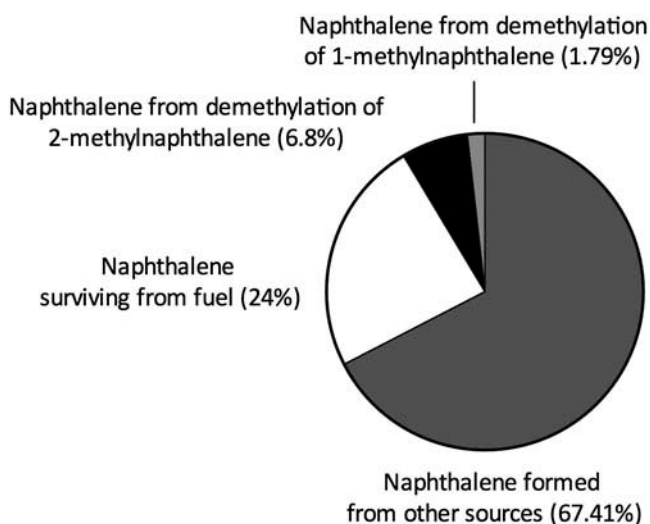 Naphthalene from demethylation
of 1-methylnaphthalene (1.79%)
Naphthalene from demethylation of
2-methylnaphthalene (6.8%)
Naphthalene
surviving from fuel (24%)
Naphthalene formed
from other sources (67.41%)